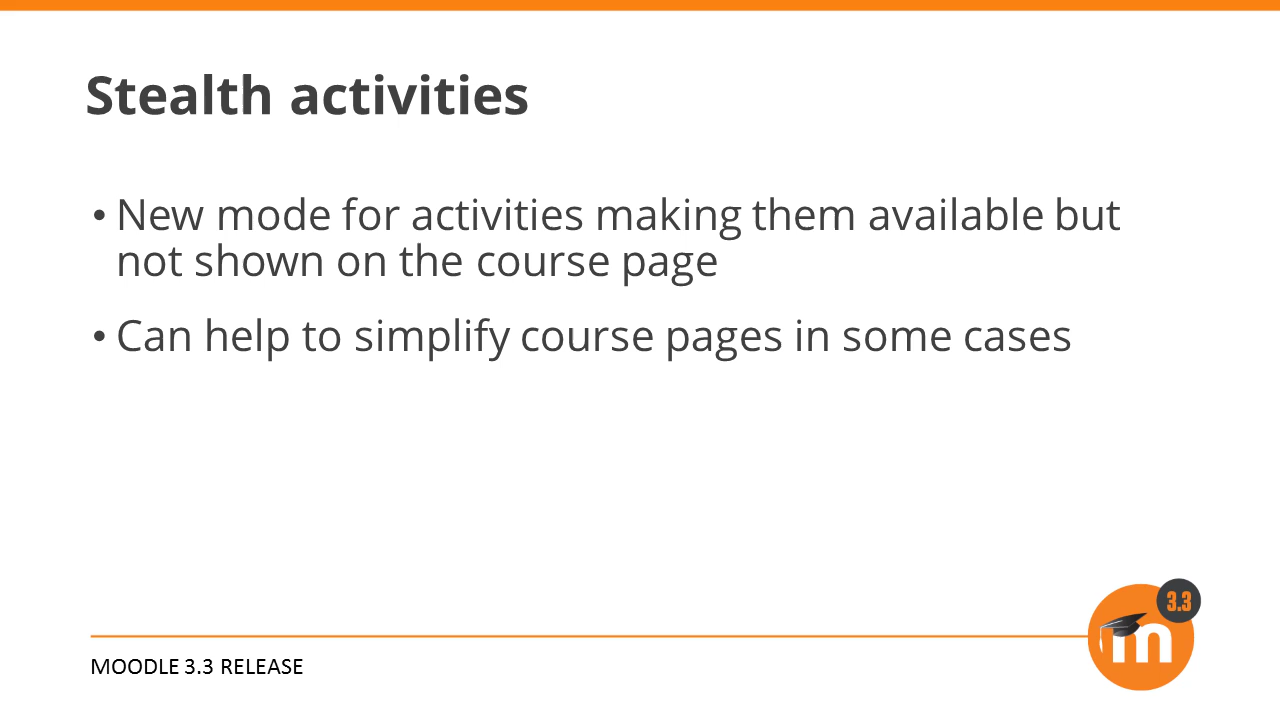 Stealth activities
• New mode for activities making them available but
not shown on the course page
• Can help to simplify course pages in some cases
3.3
m
MOODLE 3.3 RELEASE